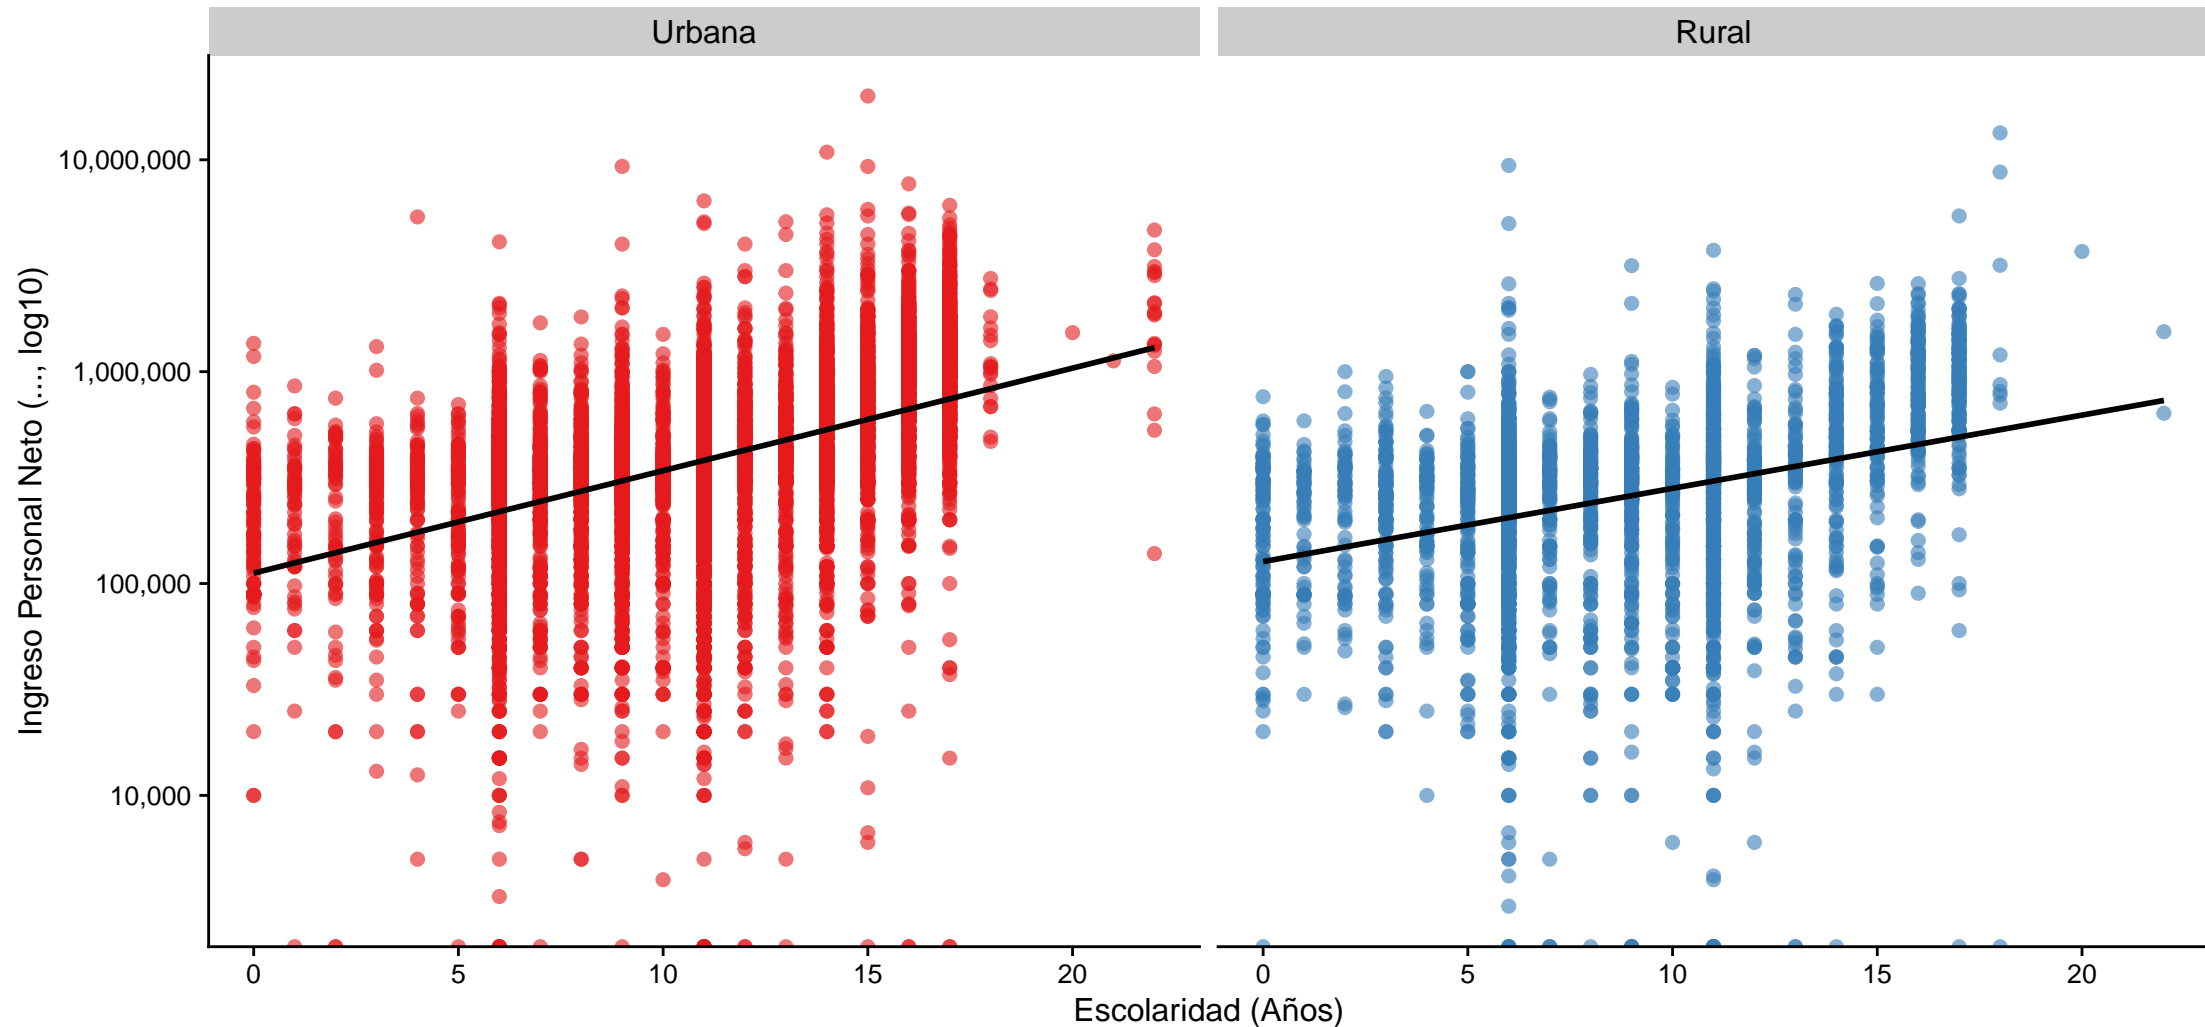 Urbana
Rural
Ingreso Personal Neto (..., log10)
10,000,000
1,000,000
100,000
10,000
0 5 10 15 20
0 5 10 15 20
Escolaridad (Años)